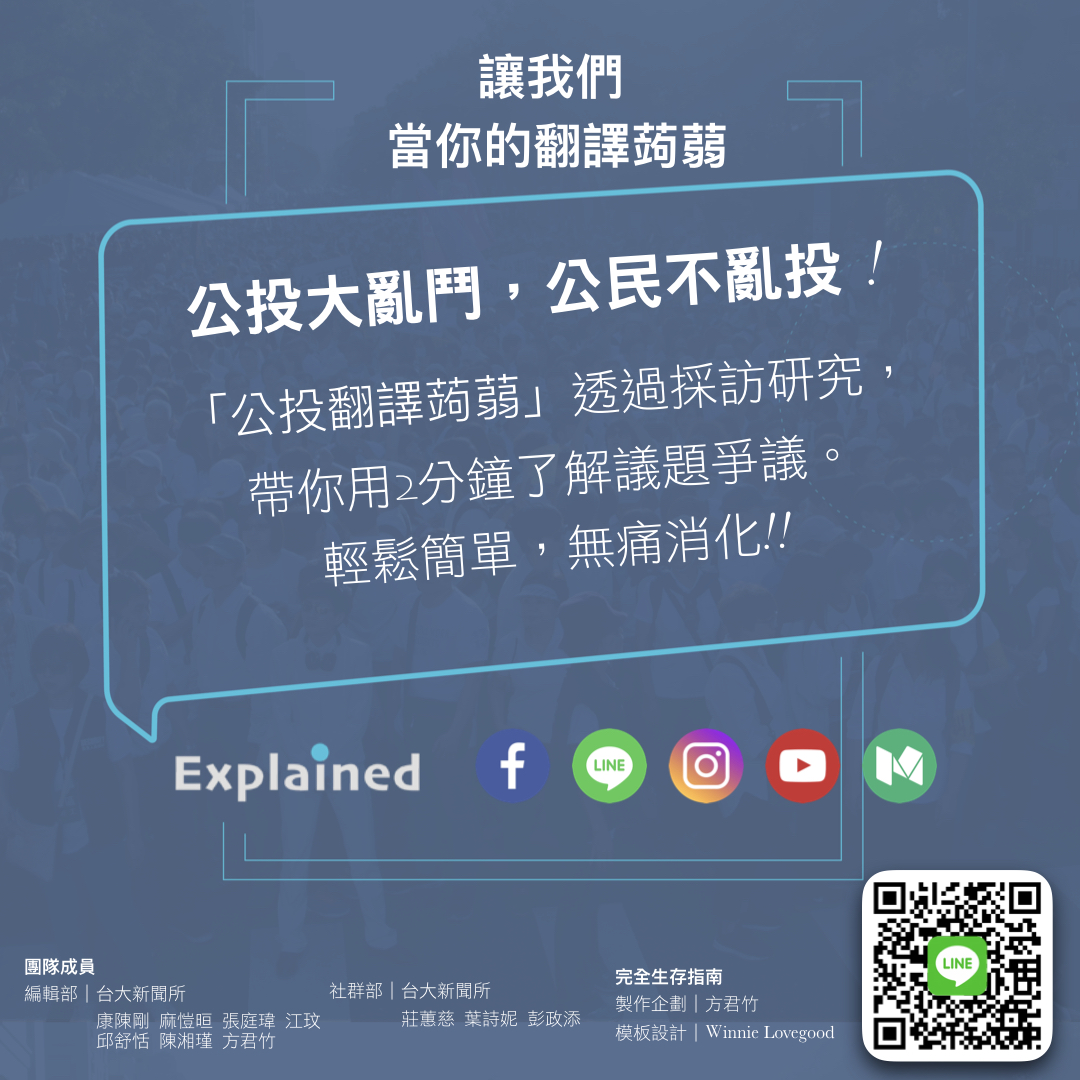 讓我們
當你的翻譯蒟蒻
公投大亂鬥，公民不亂投！
「公投翻譯蒟蒻」透過採訪研究，
帶你用2分鐘了解議題爭議。
輕鬆簡單，無痛消化!!
Explained
LINE
LINE
團隊成員
編輯部｜台大新聞所
康陳剛 麻愷晅 張庭瑋 江玟
邱舒恬 陳湘瑾 方君竹
社群部｜台大新聞所
莊蕙慈 葉詩妮 彭政添
完全生存指南
製作企劃｜方君竹
模板設計｜Winnie Lovegood